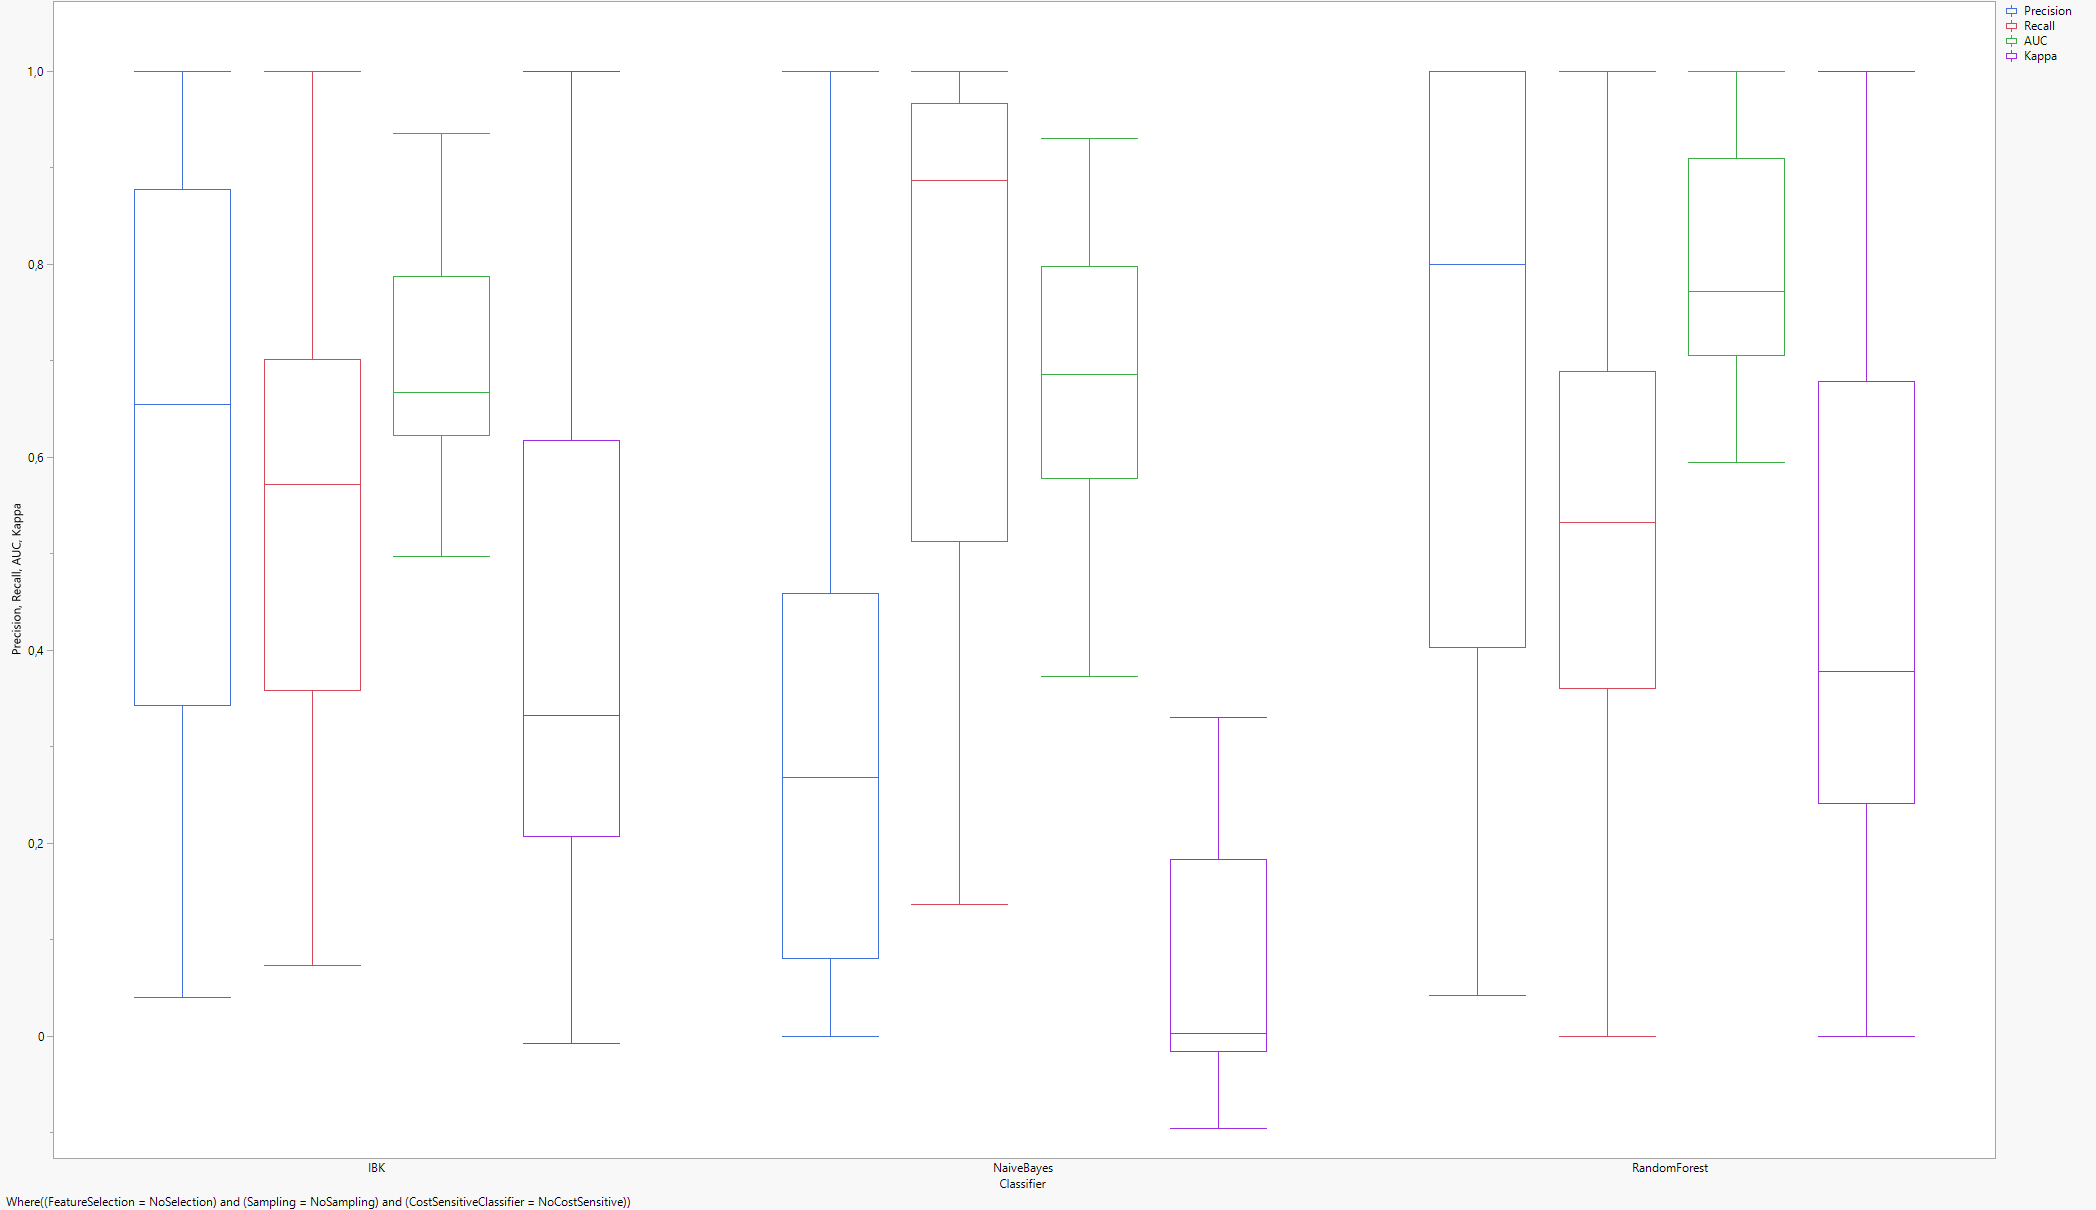 Precision
Recall
AUC
Kappa
1,0
0,8
0,6
0,4
0,2
0
Precision, Recall, AUC, Kappa
IBK
NaiveBayes
RandomForest
Classifier
Where((FeatureSelection = NoSelection) and (Sampling = NoSampling) and (CostSensitiveClassifier = NoCostSensitive))